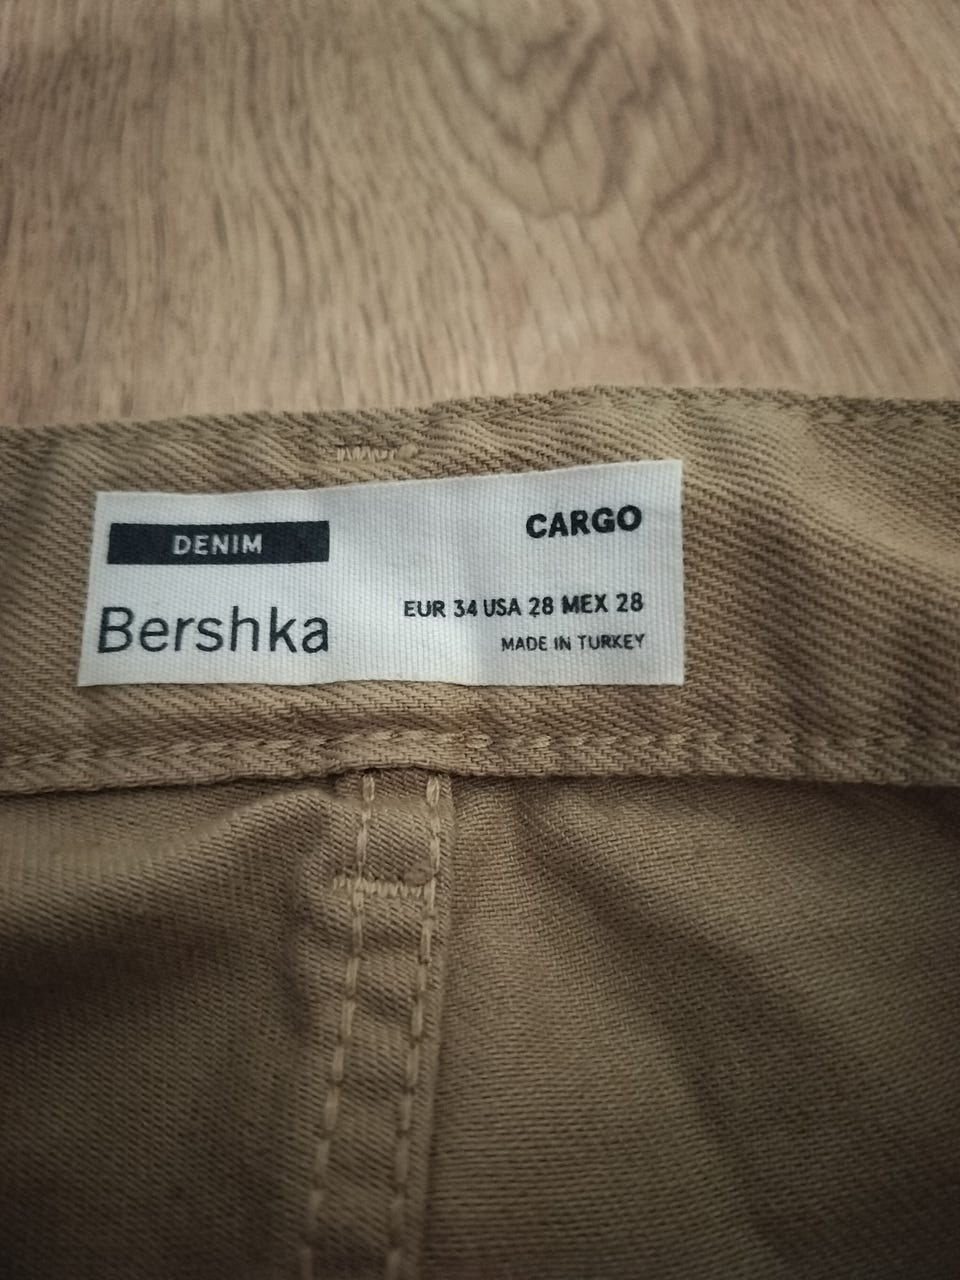 DENIM
Bershka
CARGO
EUR 34 USA 28 MEX 28
MADE IN TURKEY